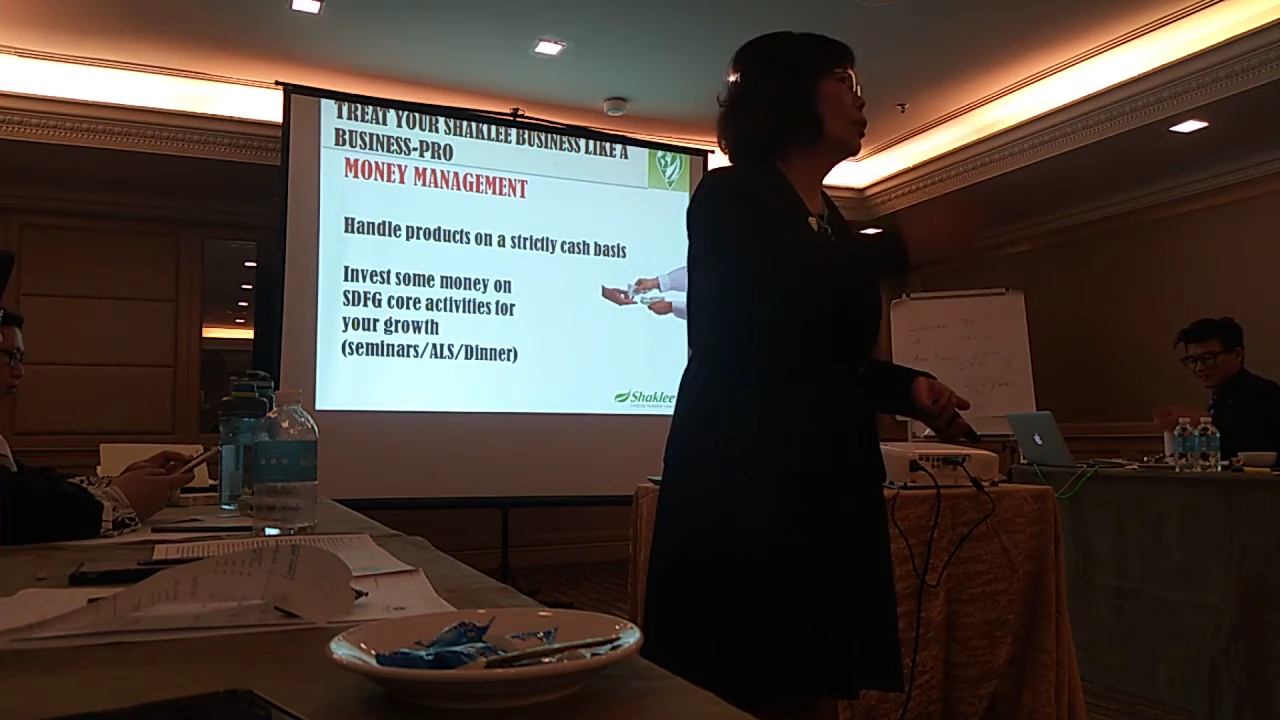 TREAT YOUR SHAKLEE BUSINESS LIKE A
BUSINESS-PRO
MONEY MANAGEMENT
Handle products on a strictly cash basis
Invest some money on
SDFG core activities for
your growth
(seminars/ALS/Dinner)
Shaklee